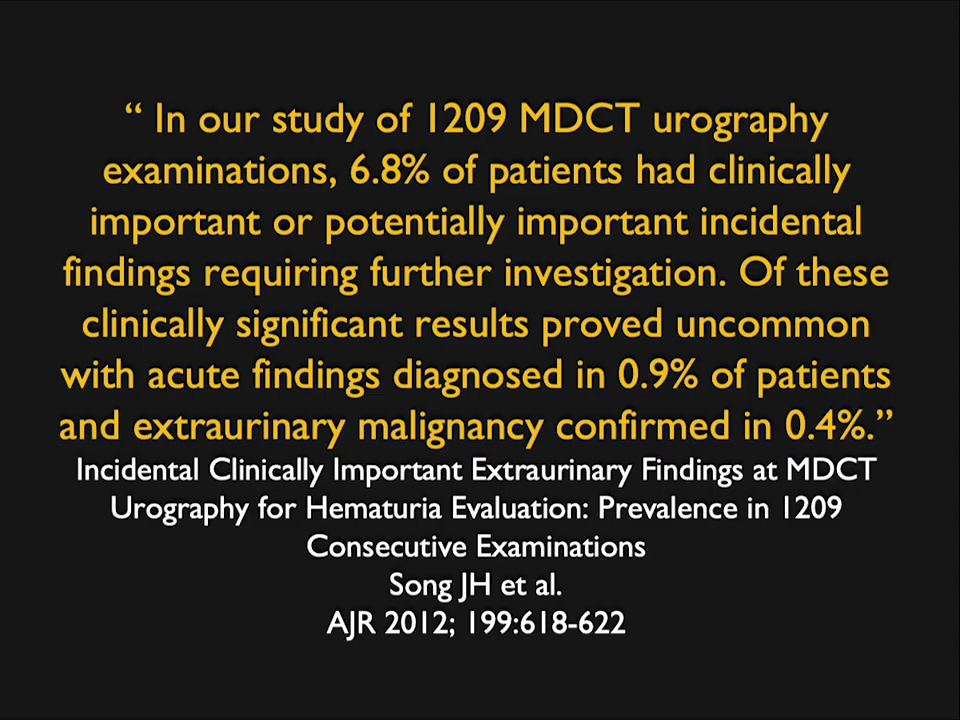 “ In our study of 1209 MDCT urography
examinations, 6.8% of patients had clinically
important or potentially important incidental
findings requiring further investigation. Of these
clinically significant results proved uncommon
with acute findings diagnosed in 0.9% of patients
and extraurinary malignancy confirmed in 0.4%.”
Incidental Clinically Important Extraurinary Findings at MDCT
Urography for Hematuria Evaluation: Prevalence in 1209
Consecutive Examinations
Song JH et al.
AJR 2012; 199:618-622